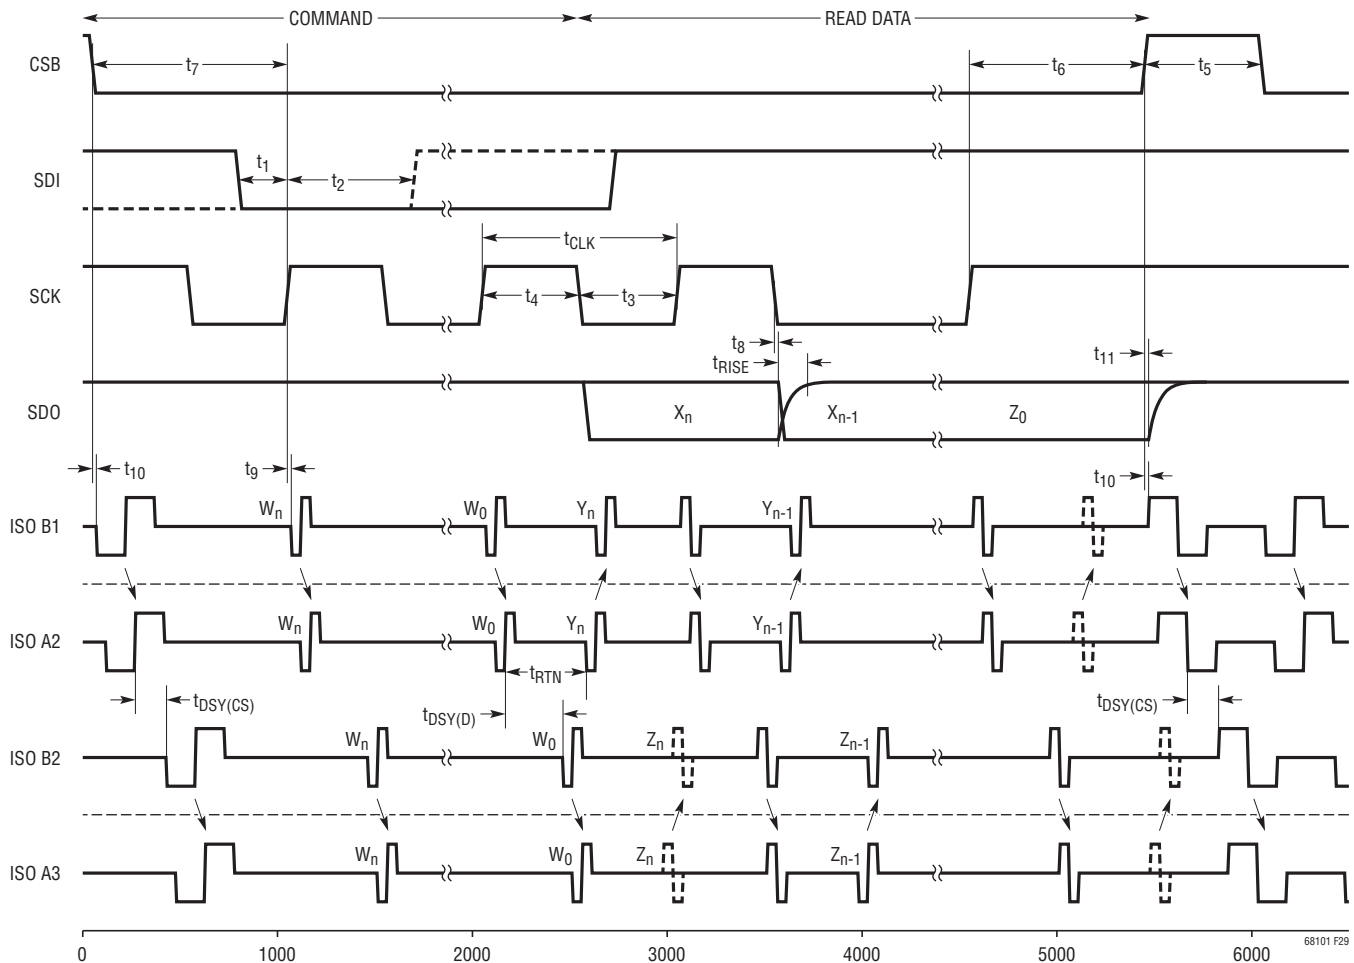 COMMAND READ DATA
CSB t7 t6 t5
SDI t1 t2
tCLK
SCK t4 t3
t8
tRISE t11
SDO Xn Xn-1 Z0
t10 t9 t10
ISO B1 Wn W0 Yn Yn-1
ISO A2 Wn W0 Yn Yn-1
tRTN
tDSY(CS) tDSY(D) tDSY(CS)
ISO B2 Wn W0 Zn Zn-1
ISO A3 Wn W0 Zn Zn-1
68101 F29
0 1000 2000 3000 4000 5000 6000